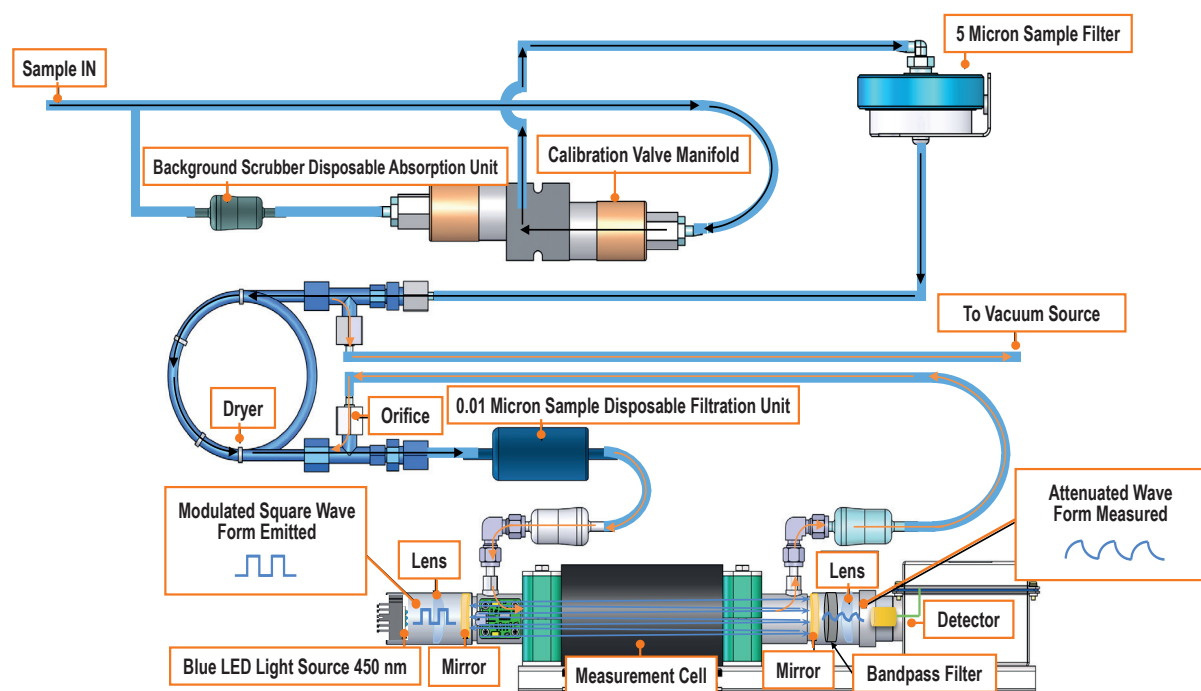 5 Micron Sample Filter
Sample IN
Calibration Valve Manifold
Background Scrubber Disposable Absorption Unit
To Vacuum Source
Dryer
Orifice
0.01 Micron Sample Disposable Filtration Unit
Modulated Square Wave
Form Emitted
Attenuated Wave
Form Measured
Lens
Lens
Detector
Blue LED Light Source 450 nm
Mirror
Measurement Cell
Mirror
Bandpass Filter